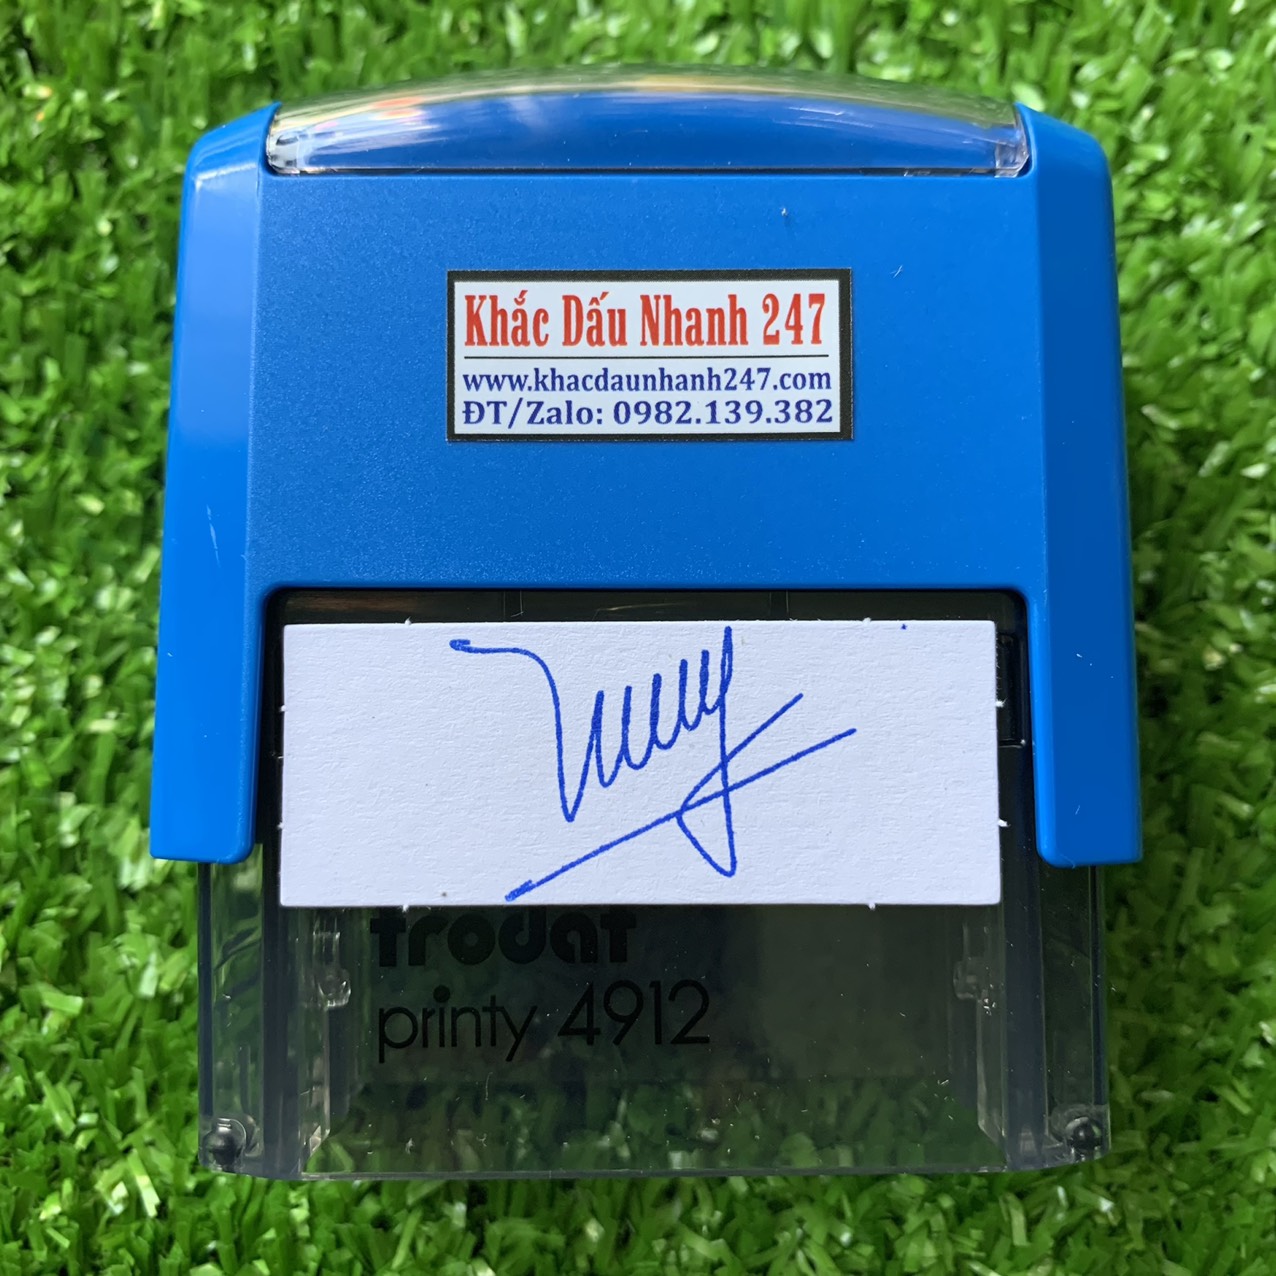 Khắc Dấu Nhanh 247
www.khacdaunhanh247.com
ĐT/Zalo: 0982.139.382
trodat
printy 4912